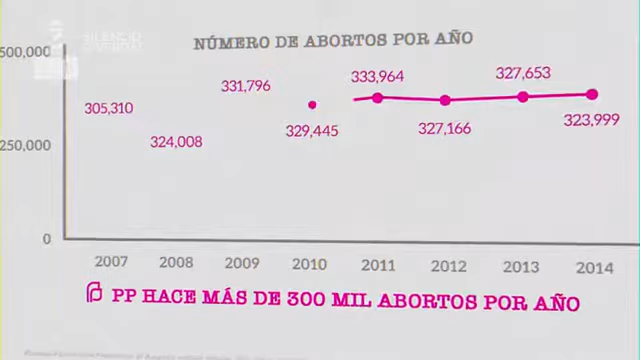 SILENCIO
NÚMERO DE ABORTOS POR AÑO
500,000
333,964
327,653
331,796
305,310
329,445
327,166
323,999
324,008
250,000
0
2007 2008 2009 2010 2011 2012 2013 2014
PP HACE MÁS DE 300 MIL ABORTOS POR AÑO